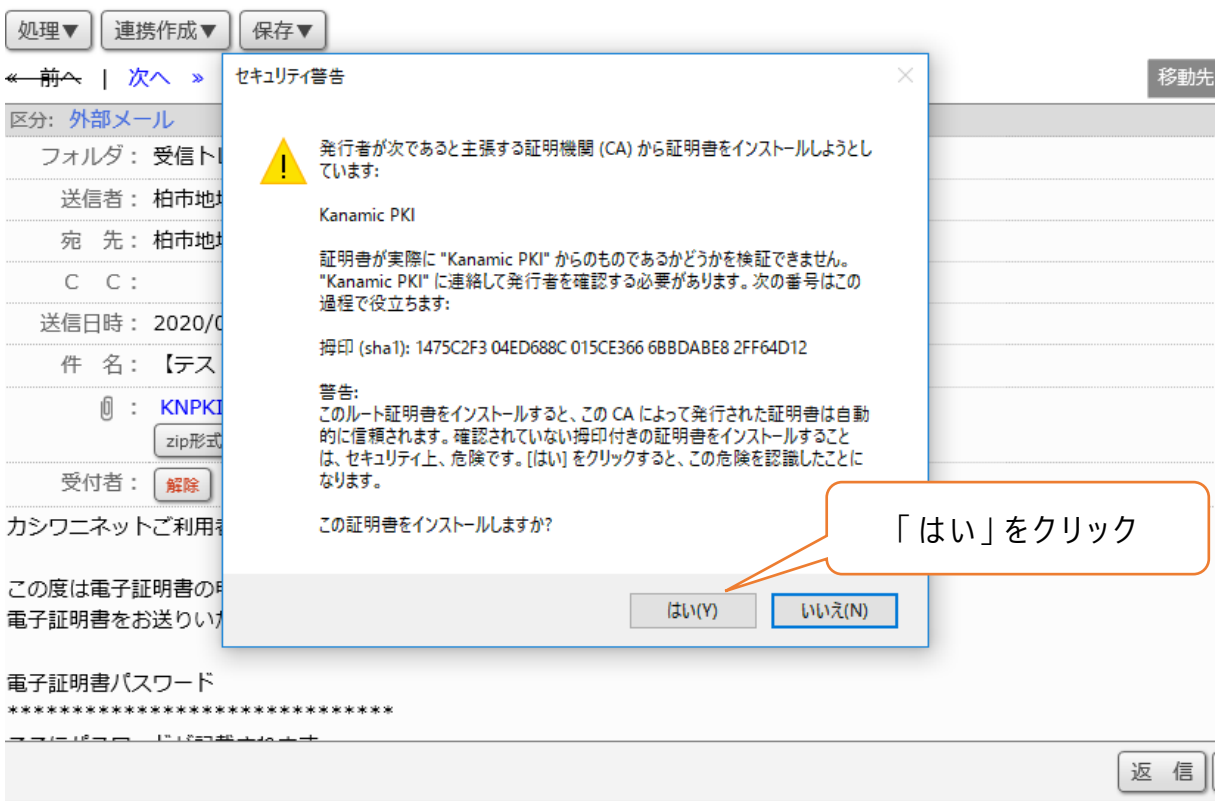 処理▼ 連携作成▼ 保存▼
« 前へ | 次へ » 移動先
区分: 外部メール
フォルダ: 受信ト
送信者: 柏市地
宛 先: 柏市地
C C:
送信日時: 2020/
件 名: 【テス
: KNPKI
zip形式
受付者: 解除
カシワニネットご利用
この度は電子証明書の
電子証明書をお送りい
電子証明書パスワード
******************************
セキュリティ警告
発行者が次であると主張する証明機関 (CA) から証明書をインストールしようとし
ています:
Kanamic PKI
証明書が実際に "Kanamic PKI" からのものであるかどうかを検証できません。
"Kanamic PKI" に連絡して発行者を確認する必要があります。次の番号はこの
過程で役立ちます:
拇印 (sha1): 1475C2F3 04ED688C 015CE366 6BBDABE8 2FF64D12
警告:
このルート証明書をインストールすると、この CA によって発行された証明書は自動
的に信頼されます。確認されていない拇印付きの証明書をインストールすること
は、セキュリティ上、危険です。[はい] をクリックすると、この危険を認識したことに
なります。
この証明書をインストールしますか?
「はい」をクリック
はい(Y) いいえ(N)
返 信